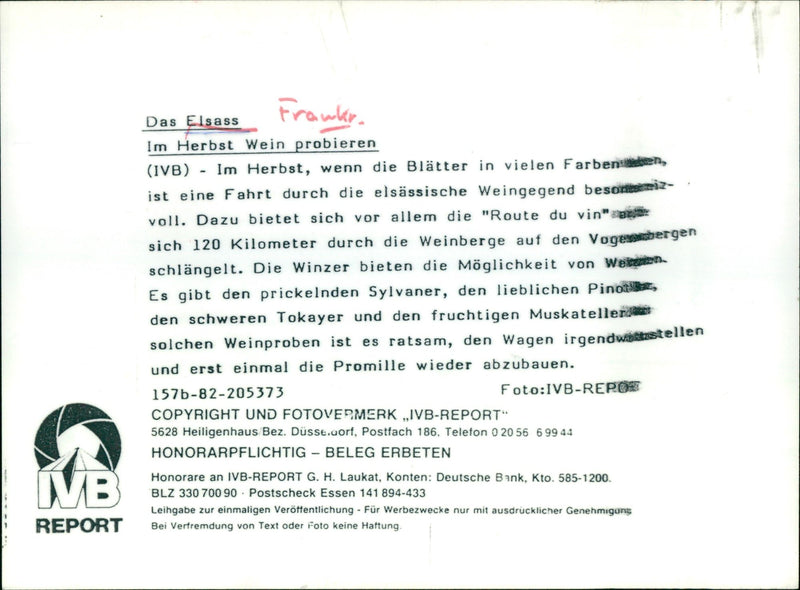 Das Elsass Frankr.
Im Herbst Wein probieren
(IVB) - Im Herbst, wenn die Blätter in vielen Farben
ist eine Fahrt durch die elsässische Weingegend
voll. Dazu bietet sich vor allem die "Route du vin"
sich 120 Kilometer durch die Weinberge auf den
schlängelt. Die Winzer bieten die Möglichkeit von
Es gibt den prickelnden Sylvaner, den lieblichen
den schweren Tokayer und den fruchtigen Muskateller.
solchen Weinproben ist es ratsam, den Wagen
und erst einmal die Promille wieder abzubauen.
157b-82-205373 Foto:IVB-REPO
COPYRIGHT UND FOTOVERMERK „IVB-REPORT"
5628 Heiligenhaus/Bez. Düsseldorf, Postfach 186, Telefon 0 20 56 6 99 44
HONORARPFLICHTIG – BELEG ERBETEN
Honorare an IVB-REPORT G. H. Laukat, Konten: Deutsche Bank, Kto. 585-1200.
BLZ 330 700 90 · Postscheck Essen 141 894-433
Leihgabe zur einmaligen Veröffentlichung - Für Werbezwecke nur mit ausdrücklicher Genehmigung
Bei Verfremdung von Text oder Foto keine Haftung.
IVB
REPORT